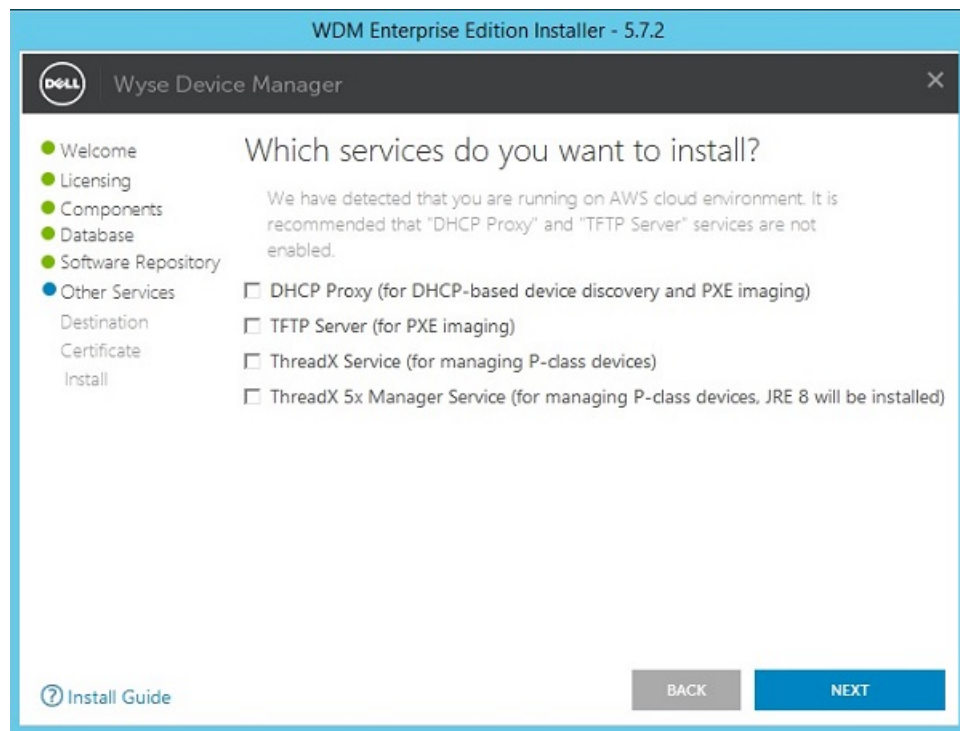 WDM Enterprise Edition Installer - 5.7.2
DELL
Wyse Device Manager
Welcome
Licensing
Components
Database
Software Repository
Other Services
Destination
Certificate
Install
Which services do you want to install?
We have detected that you are running on AWS cloud environment. It is
recommended that "DHCP Proxy" and "TFTP Server" services are not
enabled.
DHCP Proxy (for DHCP-based device discovery and PXE imaging)
TFTP Server (for PXE imaging)
ThreadX Service (for managing P-class devices)
ThreadX 5x Manager Service (for managing P-class devices, JRE 8 will be installed)
? Install Guide
BACK
NEXT